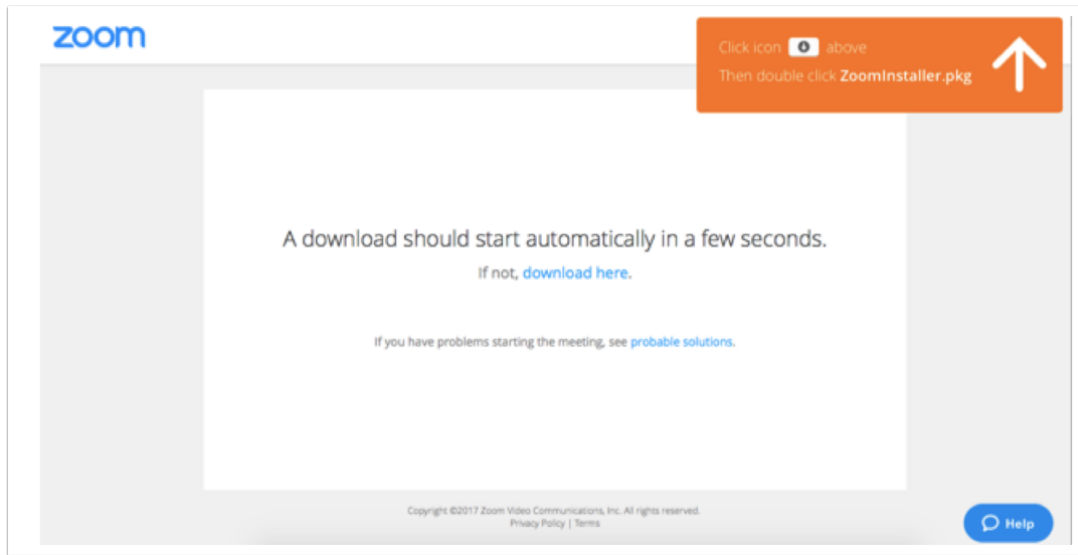 zoom
Click icon above
Then double click ZoomInstaller.pkg
A download should start automatically in a few seconds.
If not, download here.
If you have problems starting the meeting, see probable solutions.
Copyright ©2017 Zoom Video Communications, Inc. All rights reserved.
Privacy Policy | Terms
Help